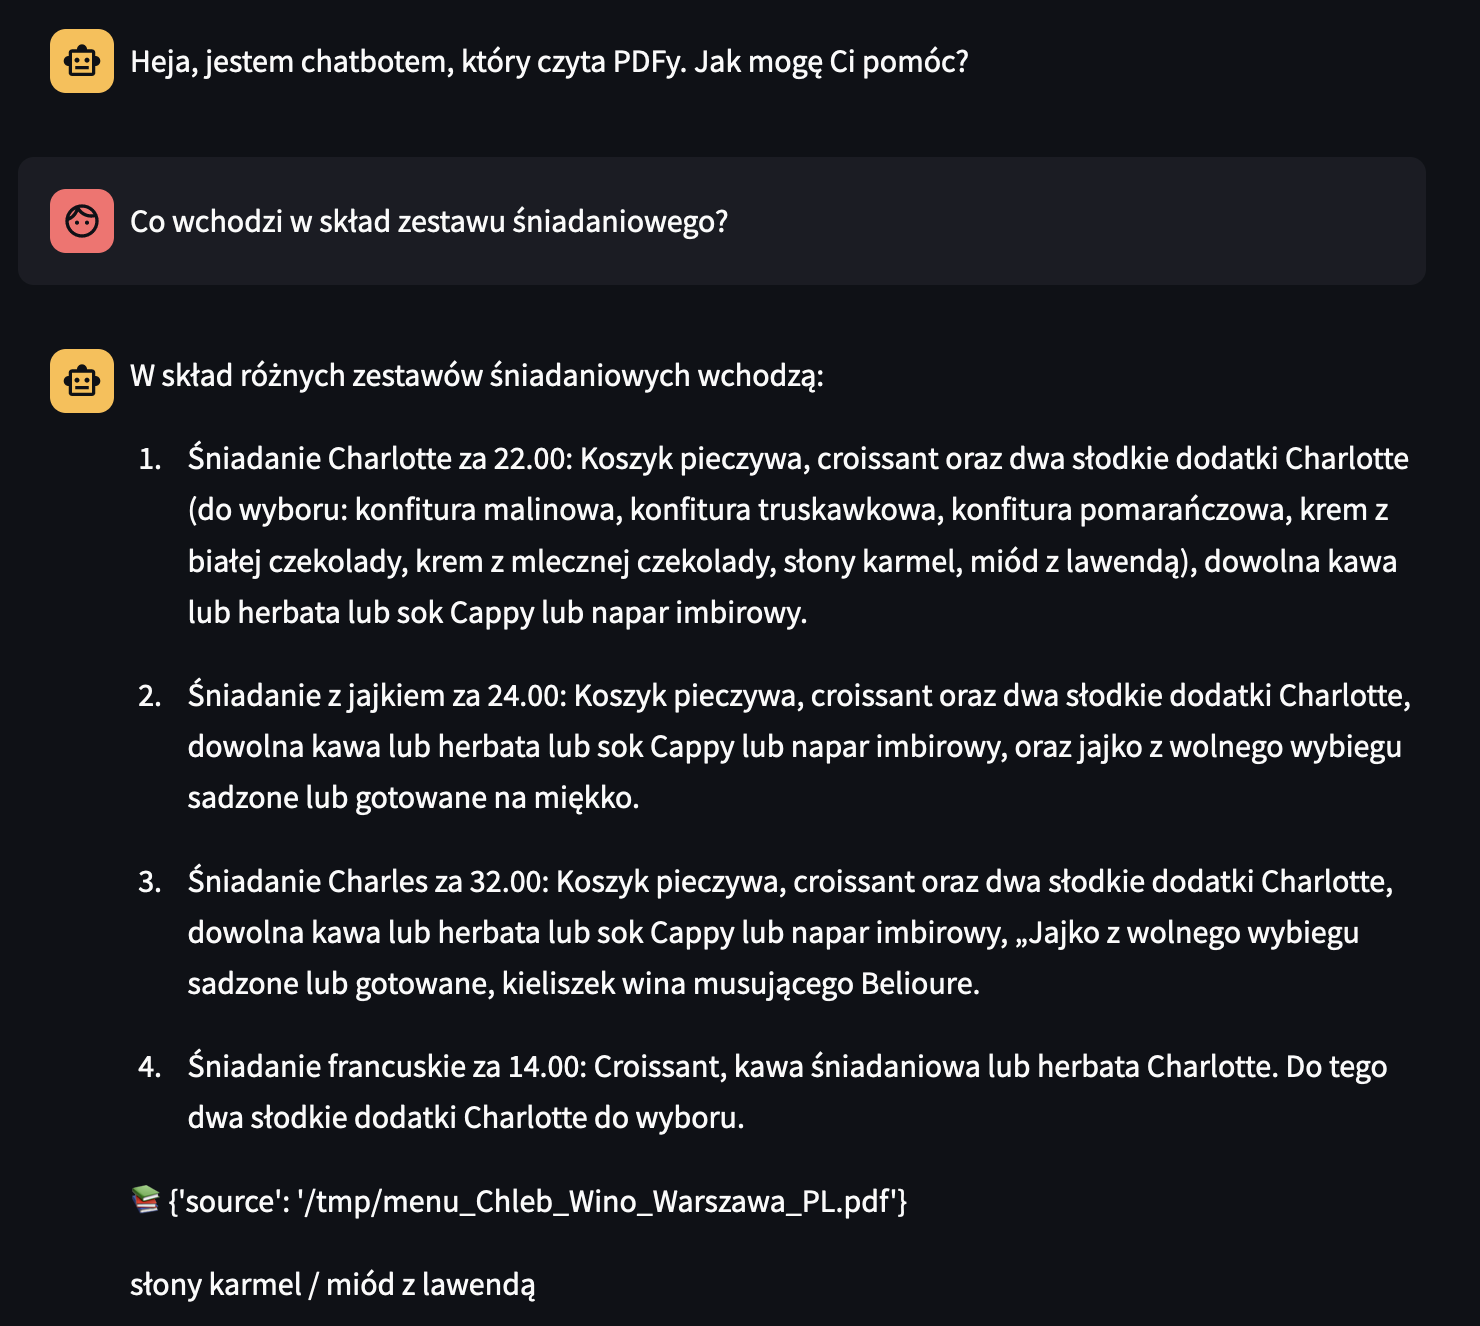 Heja, jestem chatbotem, który czyta PDFy. Jak mogę Ci pomóc?
Co wchodzi w skład zestawu śniadaniowego?
W skład różnych zestawów śniadaniowych wchodzą:
1. Śniadanie Charlotte za 22.00: Koszyk pieczywa, croissant oraz dwa słodkie dodatki Charlotte
(do wyboru: konfitura malinowa, konfitura truskawkowa, konfitura pomarańczowa, krem z
białej czekolady, krem z mlecznej czekolady, słony karmel, miód z lawendą), dowolna kawa
lub herbata lub sok Cappy lub napar imbirowy.
2. Śniadanie z jajkiem za 24.00: Koszyk pieczywa, croissant oraz dwa słodkie dodatki Charlotte,
dowolna kawa lub herbata lub sok Cappy lub napar imbirowy, oraz jajko z wolnego wybiegu
sadzone lub gotowane na miękko.
3. Śniadanie Charles za 32.00: Koszyk pieczywa, croissant oraz dwa słodkie dodatki Charlotte,
dowolna kawa lub herbata lub sok Cappy lub napar imbirowy, „Jajko z wolnego wybiegu
sadzone lub gotowane, kieliszek wina musującego Belioure.
4. Śniadanie francuskie za 14.00: Croissant, kawa śniadaniowa lub herbata Charlotte. Do tego
dwa słodkie dodatki Charlotte do wyboru.
📚 {'source': '/tmp/menu_Chleb_Wino_Warszawa_PL.pdf'}
słony karmel / miód z lawendą